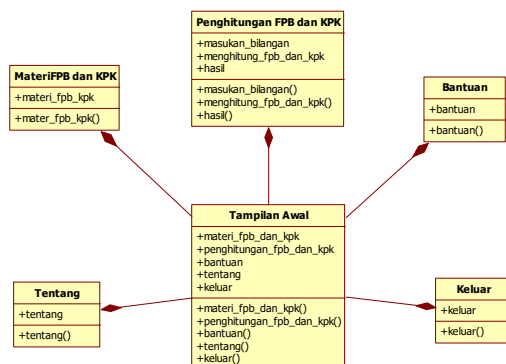 Penghitungan FPB dan KPK
+masukan_bilangan
+menghitung_fpb_dan_kpk
+hasil
+masukan_bilangan()
+menghitung_fpb_dan_kpk()
+hasil()
MateriFPB dan KPK
+materi_fpb_kpk
+mater_fpb_kpk()
Bantuan
+bantuan
+bantuan()
Tampilan Awal
+materi_fpb_dan_kpk
+penghitungan_fpb_dan_kpk
+bantuan
+tentang
+keluar
+materi_fpb_dan_kpk()
+penghitungan_fpb_dan_kpk()
+bantuan()
+tentang()
+keluar()
Tentang
+tentang
+tentang()
Keluar
+keluar
+keluar()